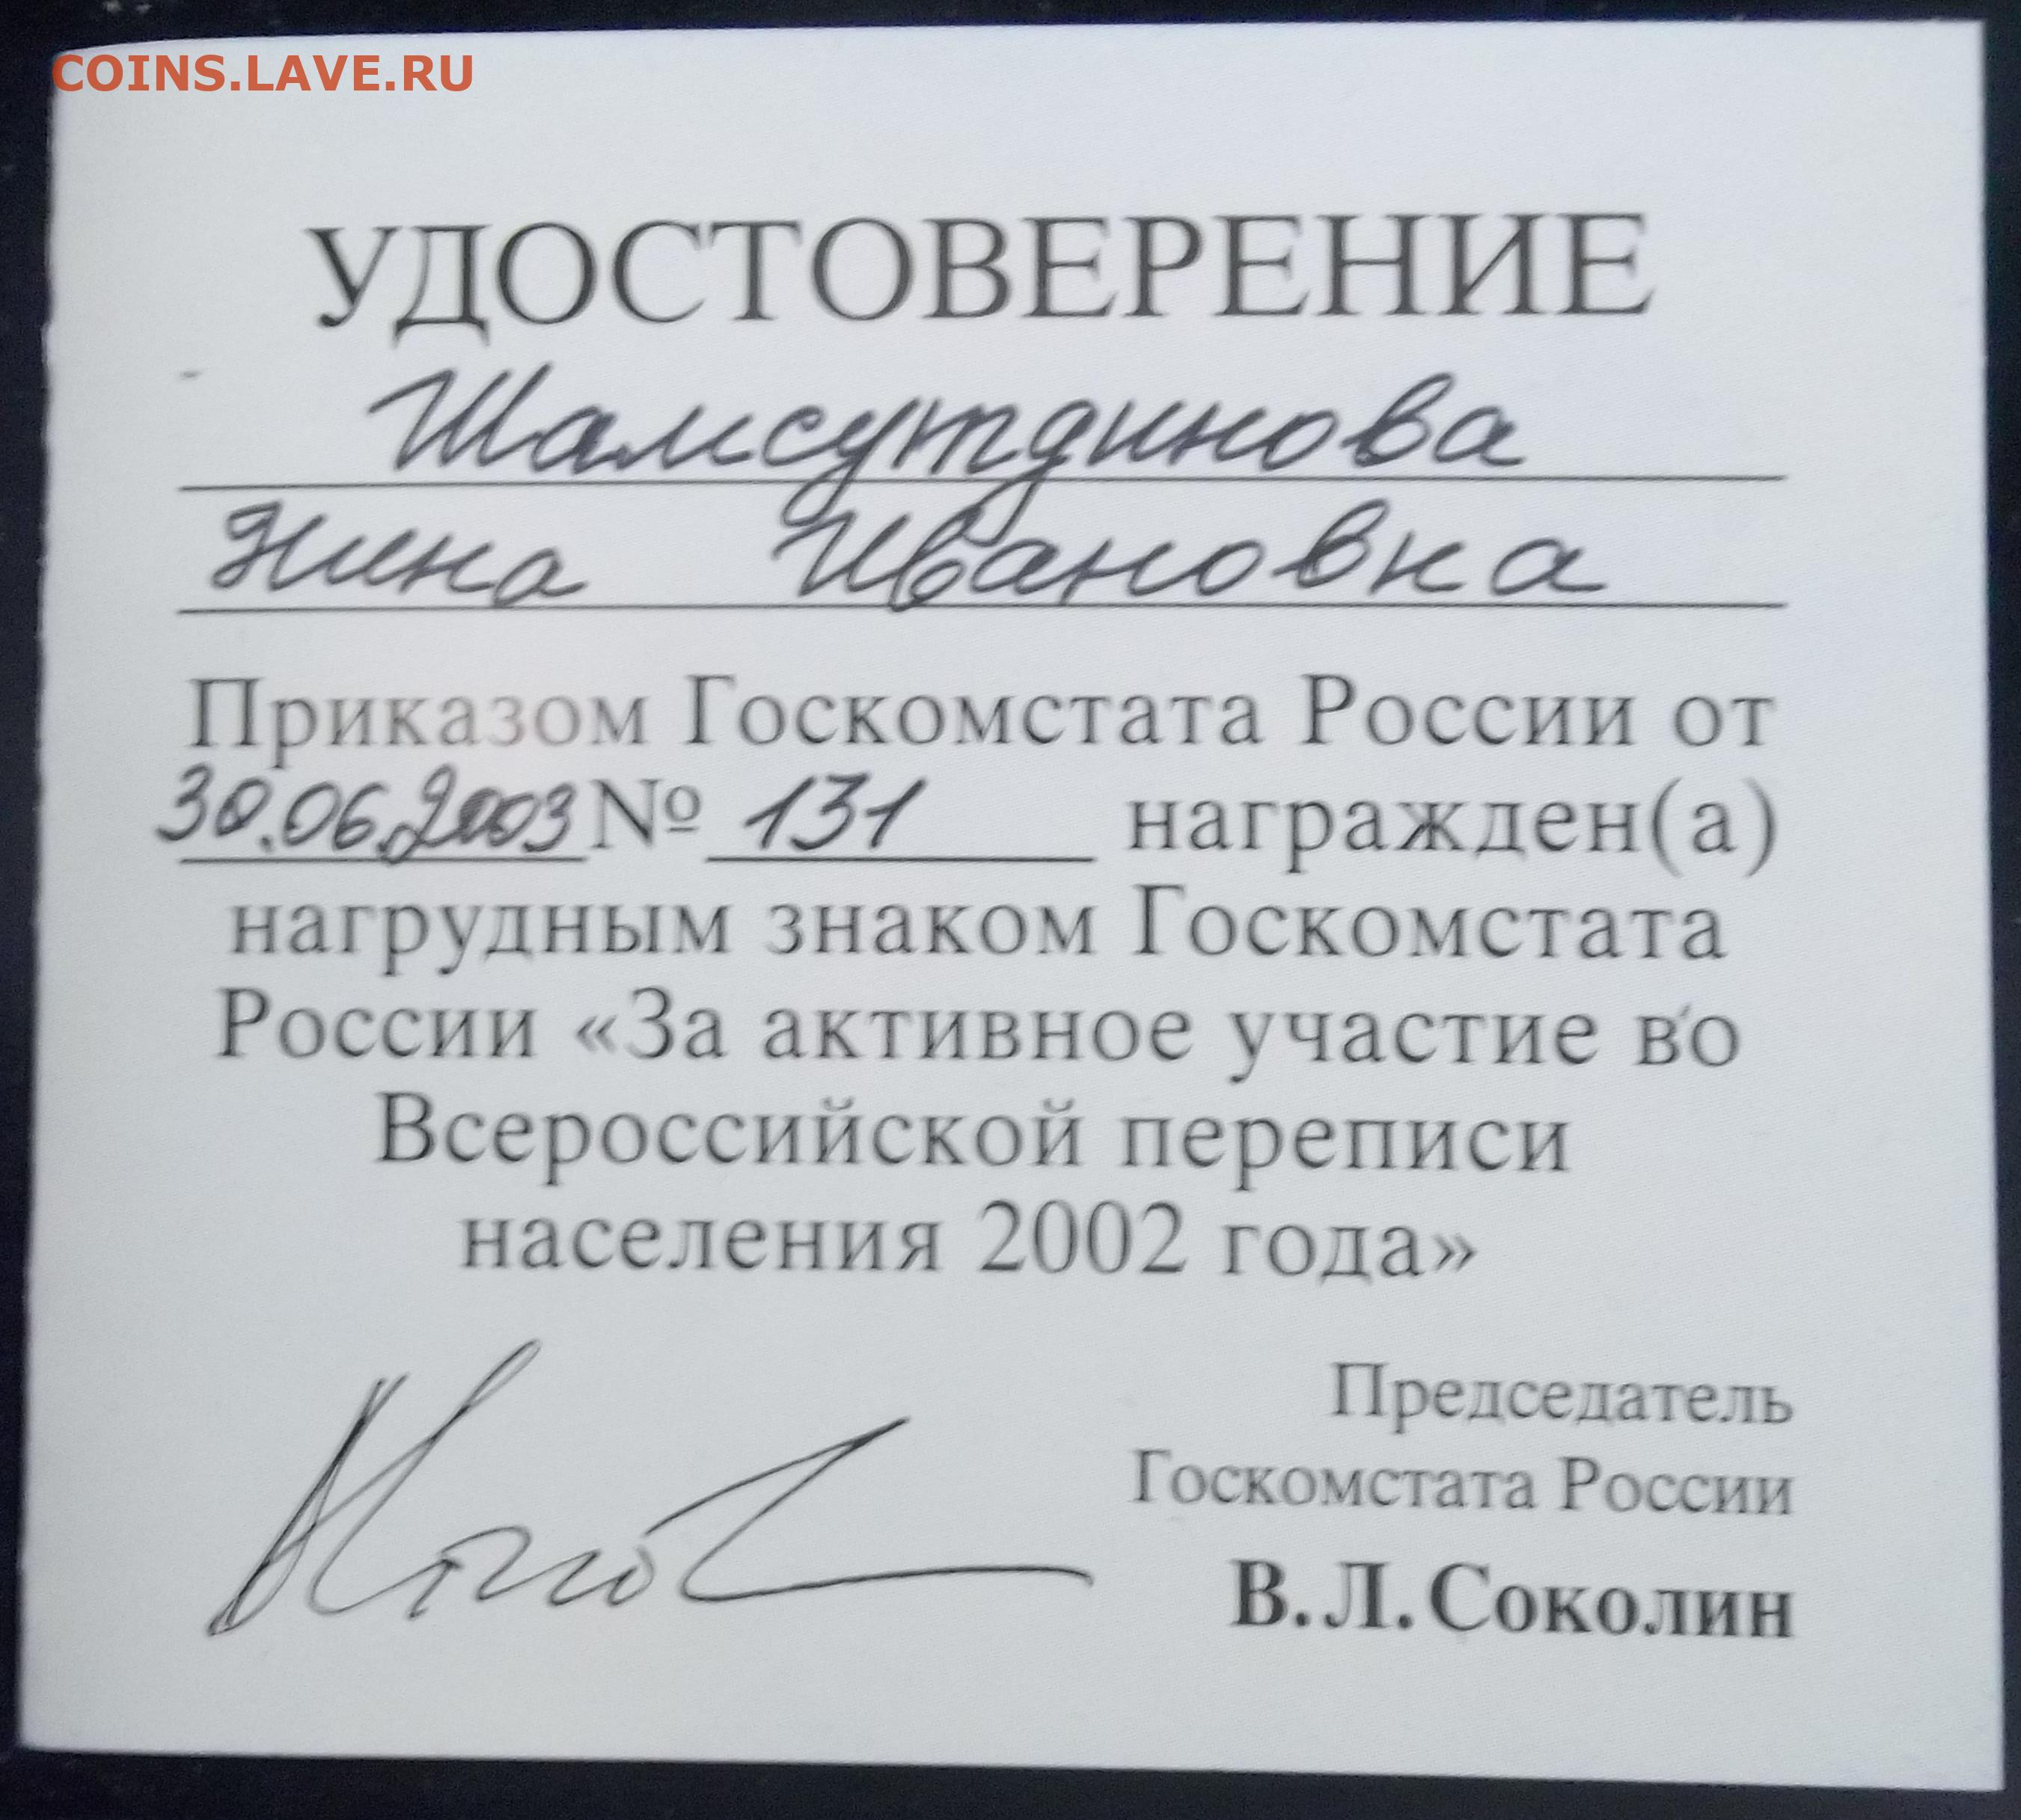 COINS.LAVE.RU
УДОСТОВЕРЕНИЕ
Шамсутдинова
Нина Ивановна
Приказом Госкомстата России от
30.06.2003 № 131 награжден(а)
нагрудным знаком Госкомстата
России «За активное участие во
Всероссийской переписи
населения 2002 года»
Председатель
Госкомстата России
В.Л.Соколин